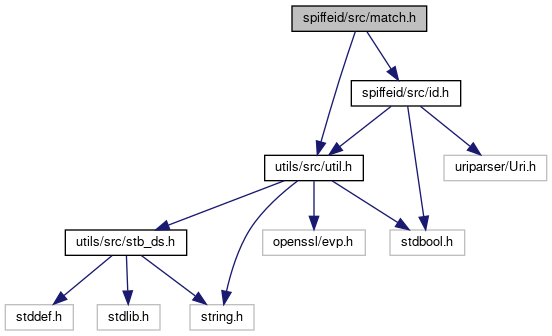 spiffeid/src/match.h
spiffeid/src/id.h
utils/src/util.h
uriparser/Uri.h
utils/src/stb_ds.h
openssl/evp.h
stdbool.h
stddef.h
stdlib.h
string.h